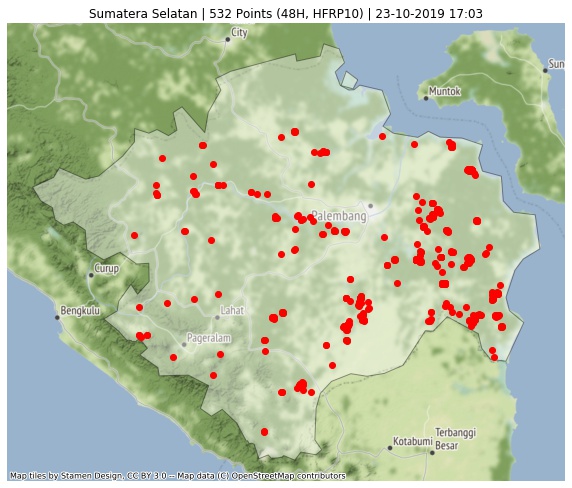 Sumatera Selatan | 532 Points (48H, HFRP10) | 23-10-2019 17:03
City
Sun
Muntok
Palembang
Curup
Bengkulu
Lahat
Pageralam
Terbanggi
Besar
Kotabumi
Map tiles by Stamen Design, CC BY 3.0 -- Map data (C) OpenStreetMap contributors